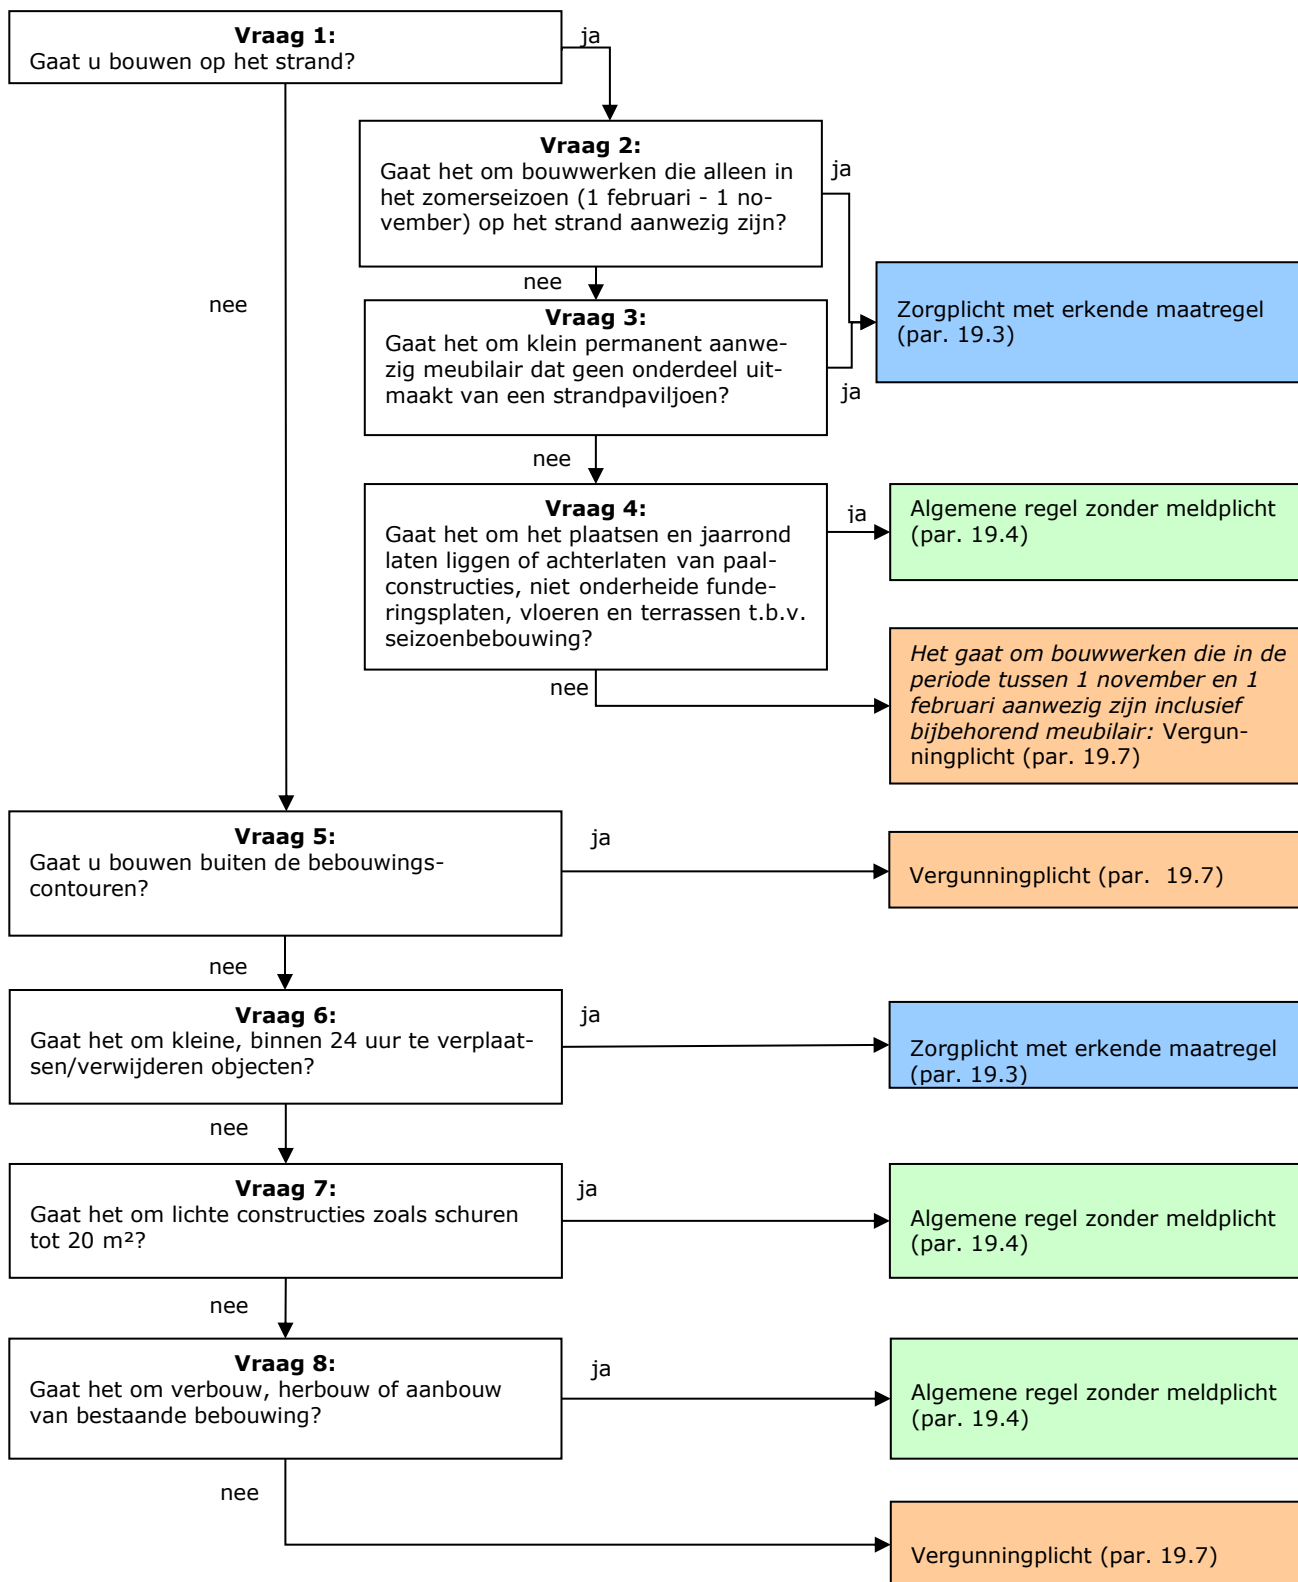 Vraag 1:
Gaat u bouwen op het strand?
ja
Vraag 2:
Gaat het om bouwwerken die alleen in
het zomerseizoen (1 februari - 1 no-
vember) op het strand aanwezig zijn?
ja
nee
nee
Zorgplicht met erkende maatregel
(par. 19.3)
Vraag 3:
Gaat het om klein permanent aanwe-
zig meubilair dat geen onderdeel uit-
maakt van een strandpaviljoen?
ja
nee
Vraag 4:
Gaat het om het plaatsen en jaarrond
laten liggen of achterlaten van paal-
constructies, niet onderheide funde-
ringsplaten, vloeren en terrassen t.b.v.
seizoenbebouwing?
ja
Algemene regel zonder meldplicht
(par. 19.4)
nee
Het gaat om bouwwerken die in de
periode tussen 1 november en 1
februari aanwezig zijn inclusief
bijbehorend meubilair: Vergun-
ningplicht (par. 19.7)
Vraag 5:
Gaat u bouwen buiten de bebouwings-
contouren?
ja
Vergunningplicht (par. 19.7)
nee
Vraag 6:
Gaat het om kleine, binnen 24 uur te verplaat-
sen/verwijderen objecten?
ja
Zorgplicht met erkende maatregel
(par. 19.3)
nee
Vraag 7:
Gaat het om lichte constructies zoals schuren
tot 20 m²?
ja
Algemene regel zonder meldplicht
(par. 19.4)
nee
Vraag 8:
Gaat het om verbouw, herbouw of aanbouw
van bestaande bebouwing?
ja
Algemene regel zonder meldplicht
(par. 19.4)
nee
Vergunningplicht (par. 19.7)